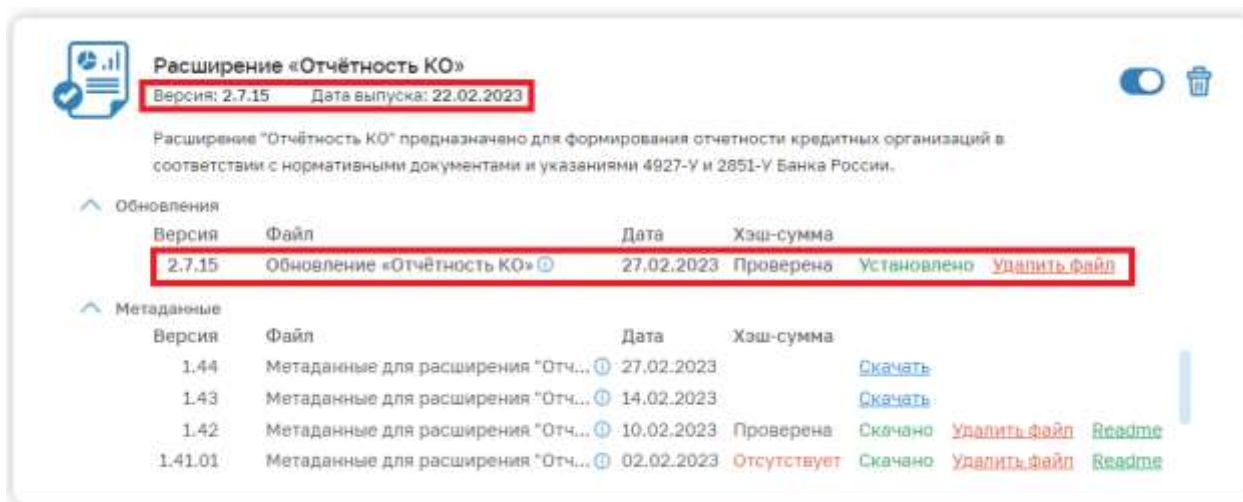 Расширение «Отчётность КО»
Версия: 2.7.15 Дата выпуска: 22.02.2023
Расширение "Отчётность КО" предназначено для формирования отчетности кредитных организаций в
соответствии с нормативными документами и указаниями 4927-У и 2851-У Банка России.
Обновления
Версия Файл Дата Хэш-сумма
2.7.15 Обновление «Отчётность КО» 27.02.2023 Проверена Установлено Удалить файл
Метаданные
Версия Файл Дата Хэш-сумма
1.44 Метаданные для расширения "Отч... 27.02.2023 Скачать
1.43 Метаданные для расширения "Отч... 14.02.2023 Скачать
1.42 Метаданные для расширения "Отч... 10.02.2023 Проверена Скачано Удалить файл Readme
1.41.01 Метаданные для расширения "Отч... 02.02.2023 Отсутствует Скачано Удалить файл Readme